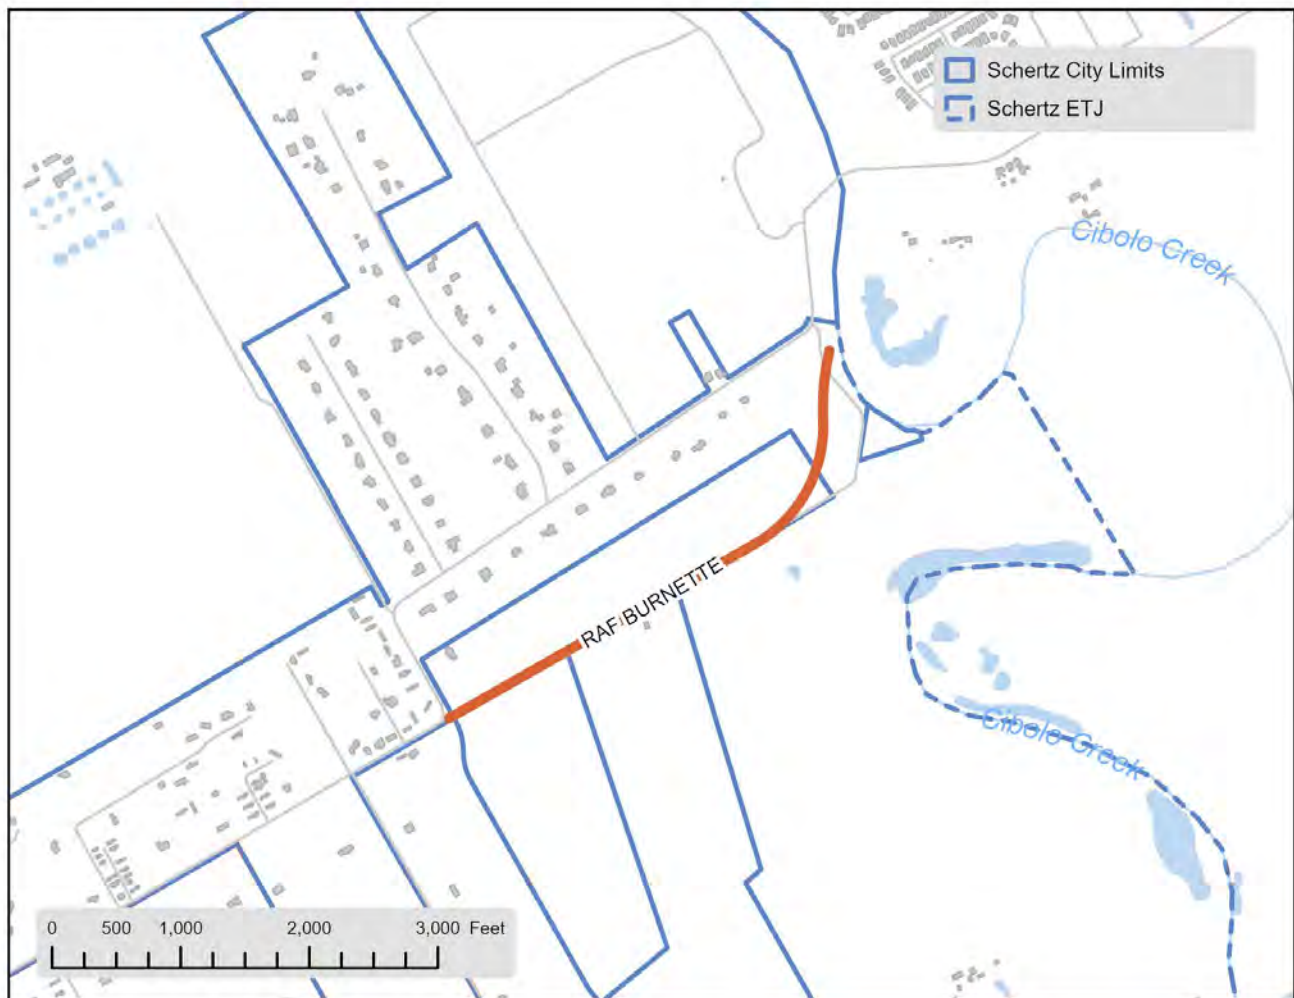 Schertz City Limits
Schertz ETJ
Cibolo Creek
RAF BURNETTE
Cibolo Creek
0 500 1,000 2,000 3,000 Feet